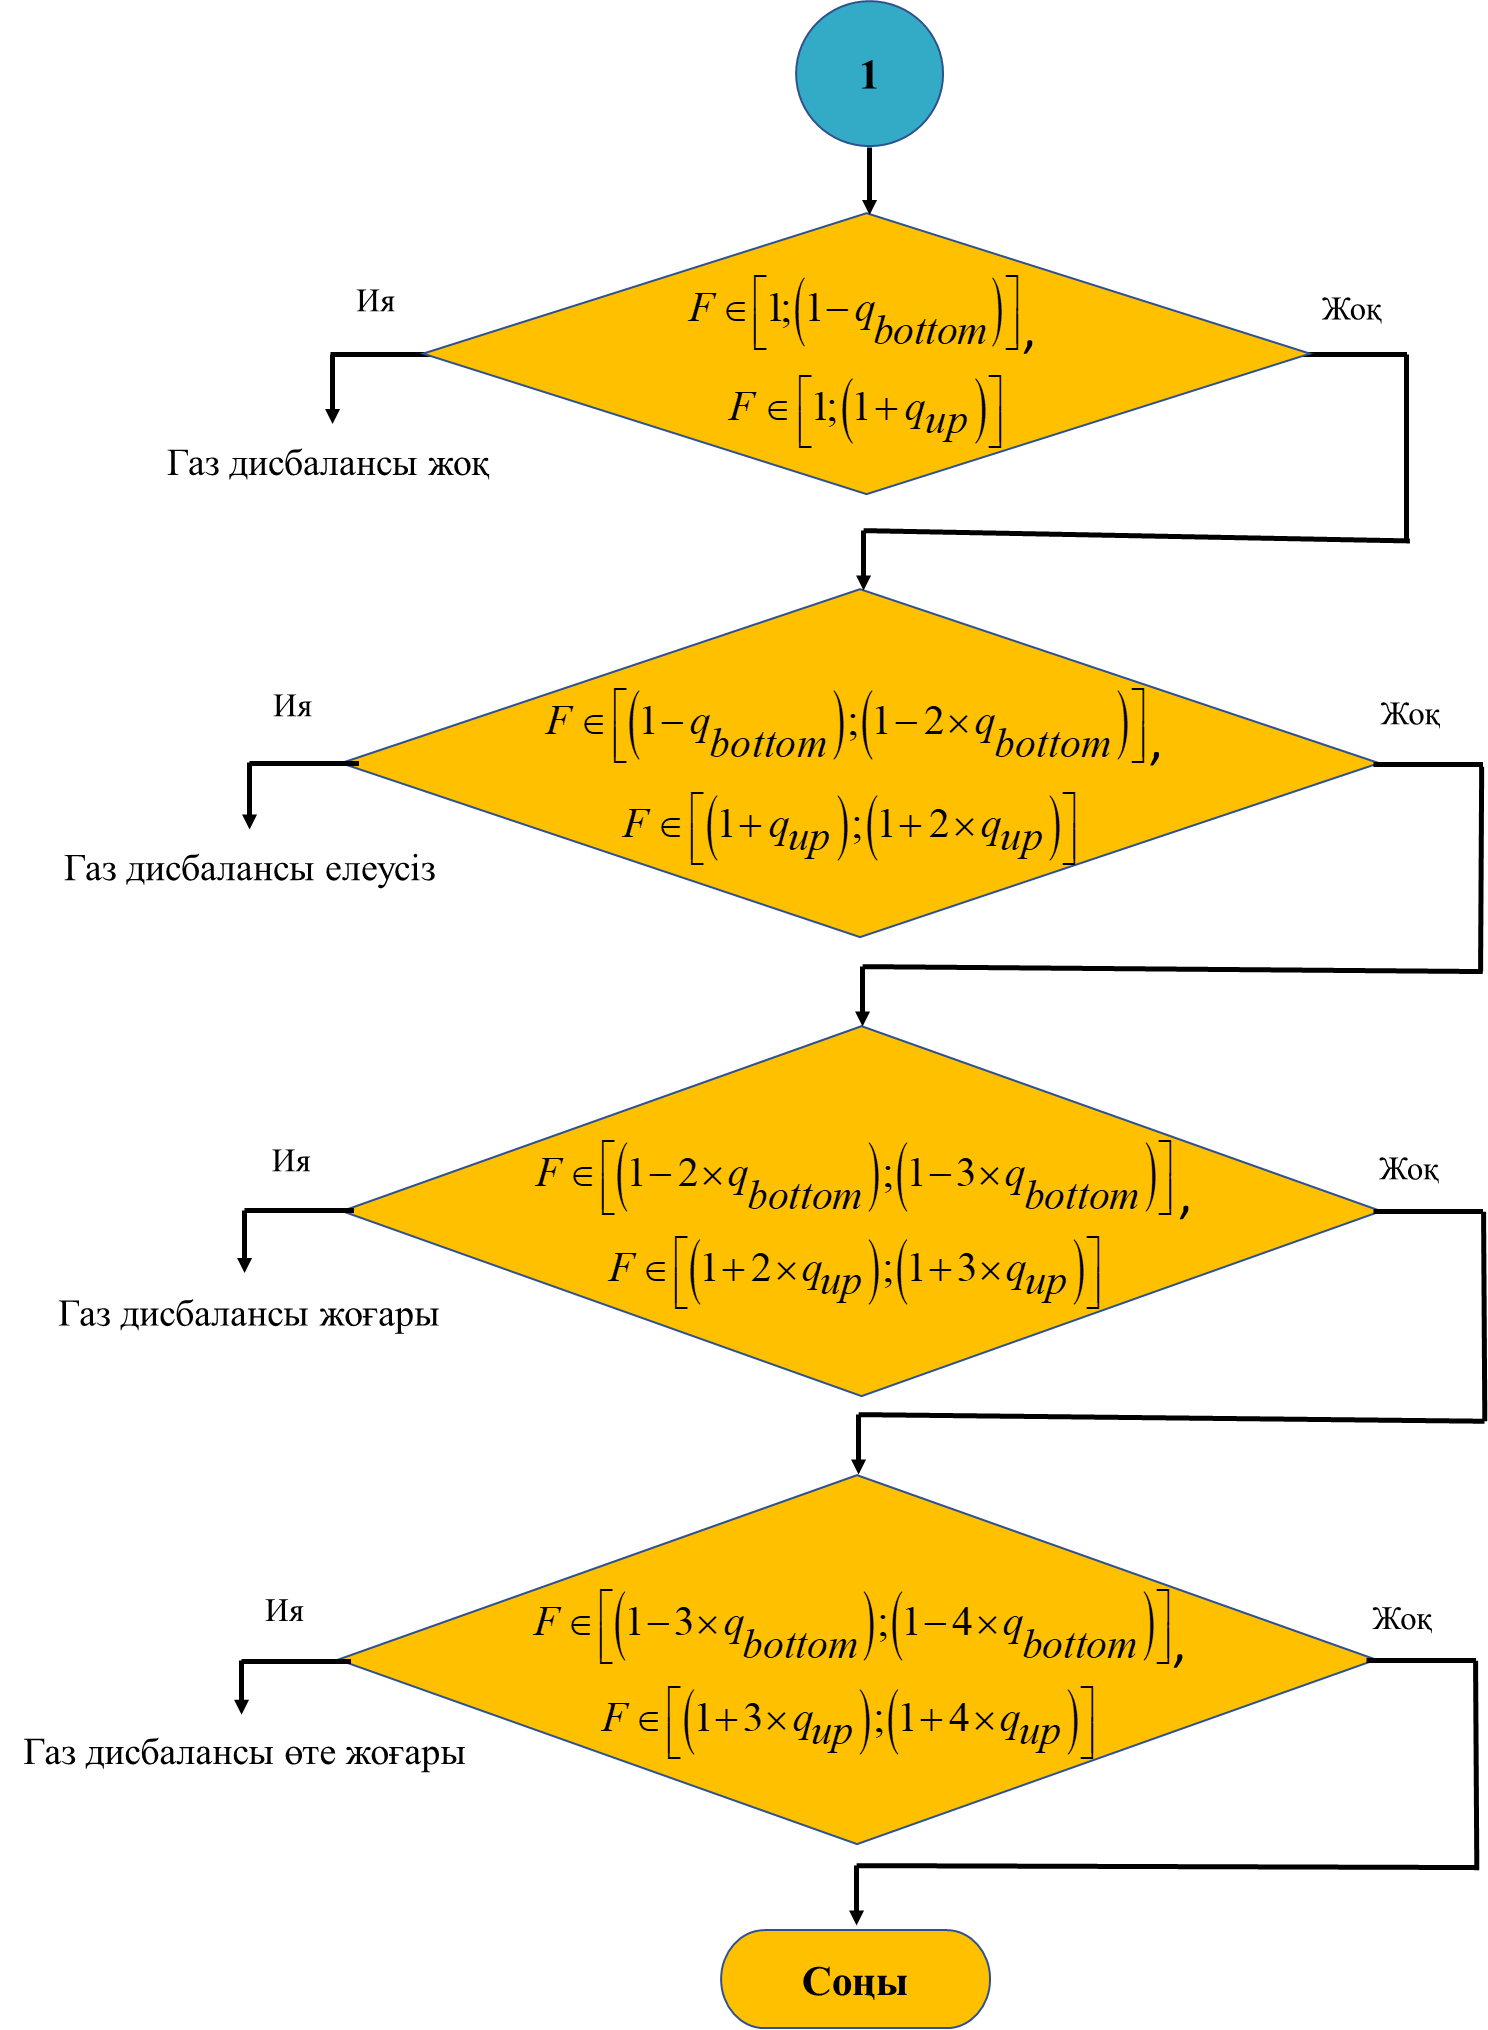 1
Ия
Жоқ
F ∈ [1;(1 − q_bottom)],
F ∈ [1;(1 + q_up)]
Газ дисбалансы жоқ
Ия
Жоқ
F ∈ [(1 − q_bottom);(1 − 2 × q_bottom)],
F ∈ [(1 + q_up);(1 + 2 × q_up)]
Газ дисбалансы елеусіз
Ия
Жоқ
F ∈ [(1 − 2 × q_bottom);(1 − 3 × q_bottom)],
F ∈ [(1 + 2 × q_up);(1 + 3 × q_up)]
Газ дисбалансы жоғары
Ия
Жоқ
F ∈ [(1 − 3 × q_bottom);(1 − 4 × q_bottom)],
F ∈ [(1 + 3 × q_up);(1 + 4 × q_up)]
Газ дисбалансы өте жоғары
Соңы